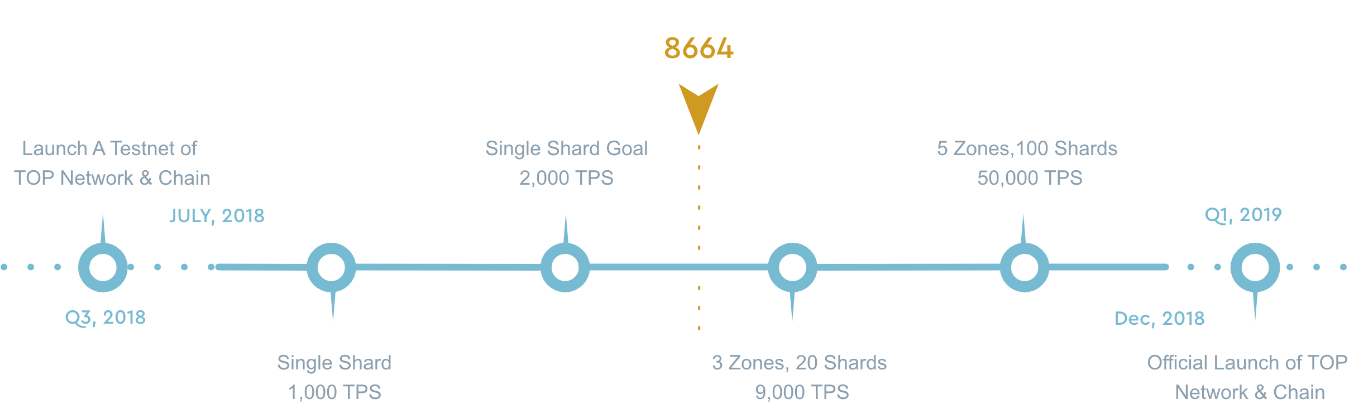 8664
Launch A Testnet of
TOP Network & Chain
Single Shard Goal
2,000 TPS
5 Zones,100 Shards
50,000 TPS
JULY, 2018
Q1, 2019
Q3, 2018
Dec, 2018
Single Shard
1,000 TPS
3 Zones, 20 Shards
9,000 TPS
Official Launch of TOP
Network & Chain